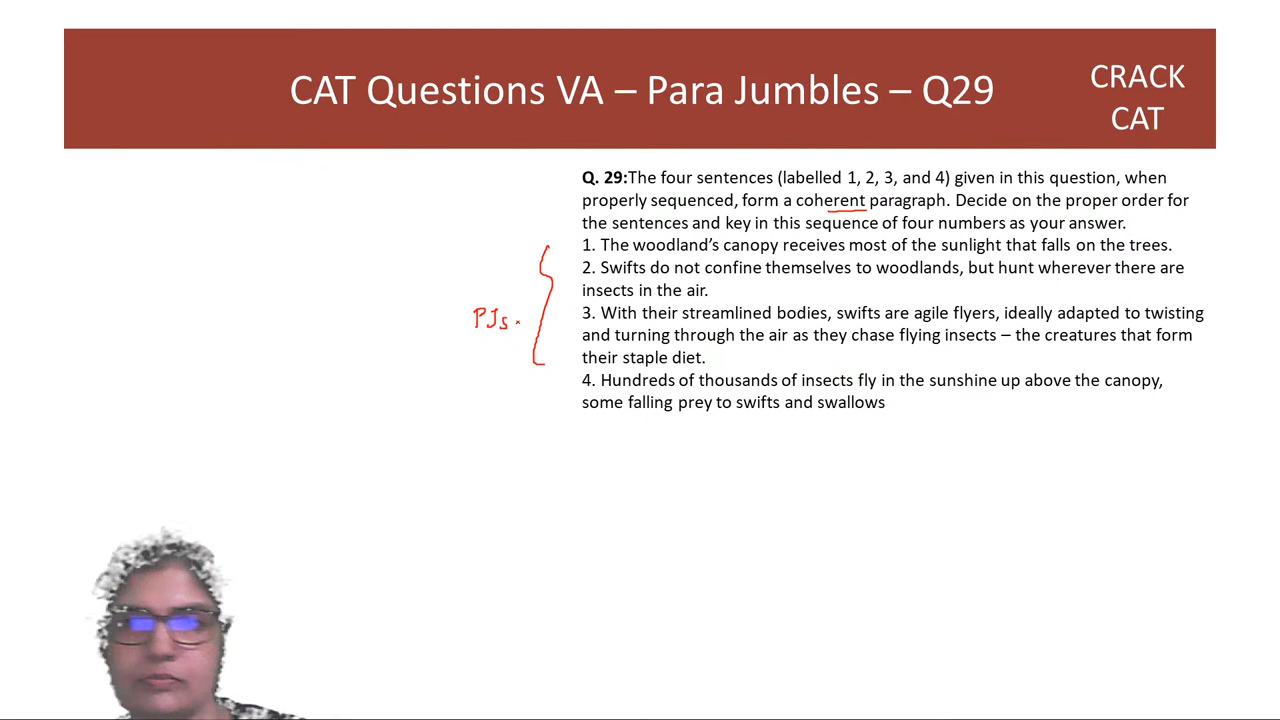 CAT Questions VA – Para Jumbles – Q29
CRACK
CAT
Q. 29:The four sentences (labelled 1, 2, 3, and 4) given in this question, when
properly sequenced, form a coherent paragraph. Decide on the proper order for
the sentences and key in this sequence of four numbers as your answer.
1. The woodland’s canopy receives most of the sunlight that falls on the trees.
2. Swifts do not confine themselves to woodlands, but hunt wherever there are
insects in the air.
3. With their streamlined bodies, swifts are agile flyers, ideally adapted to twisting
and turning through the air as they chase flying insects – the creatures that form
their staple diet.
4. Hundreds of thousands of insects fly in the sunshine up above the canopy,
some falling prey to swifts and swallows
PJs.